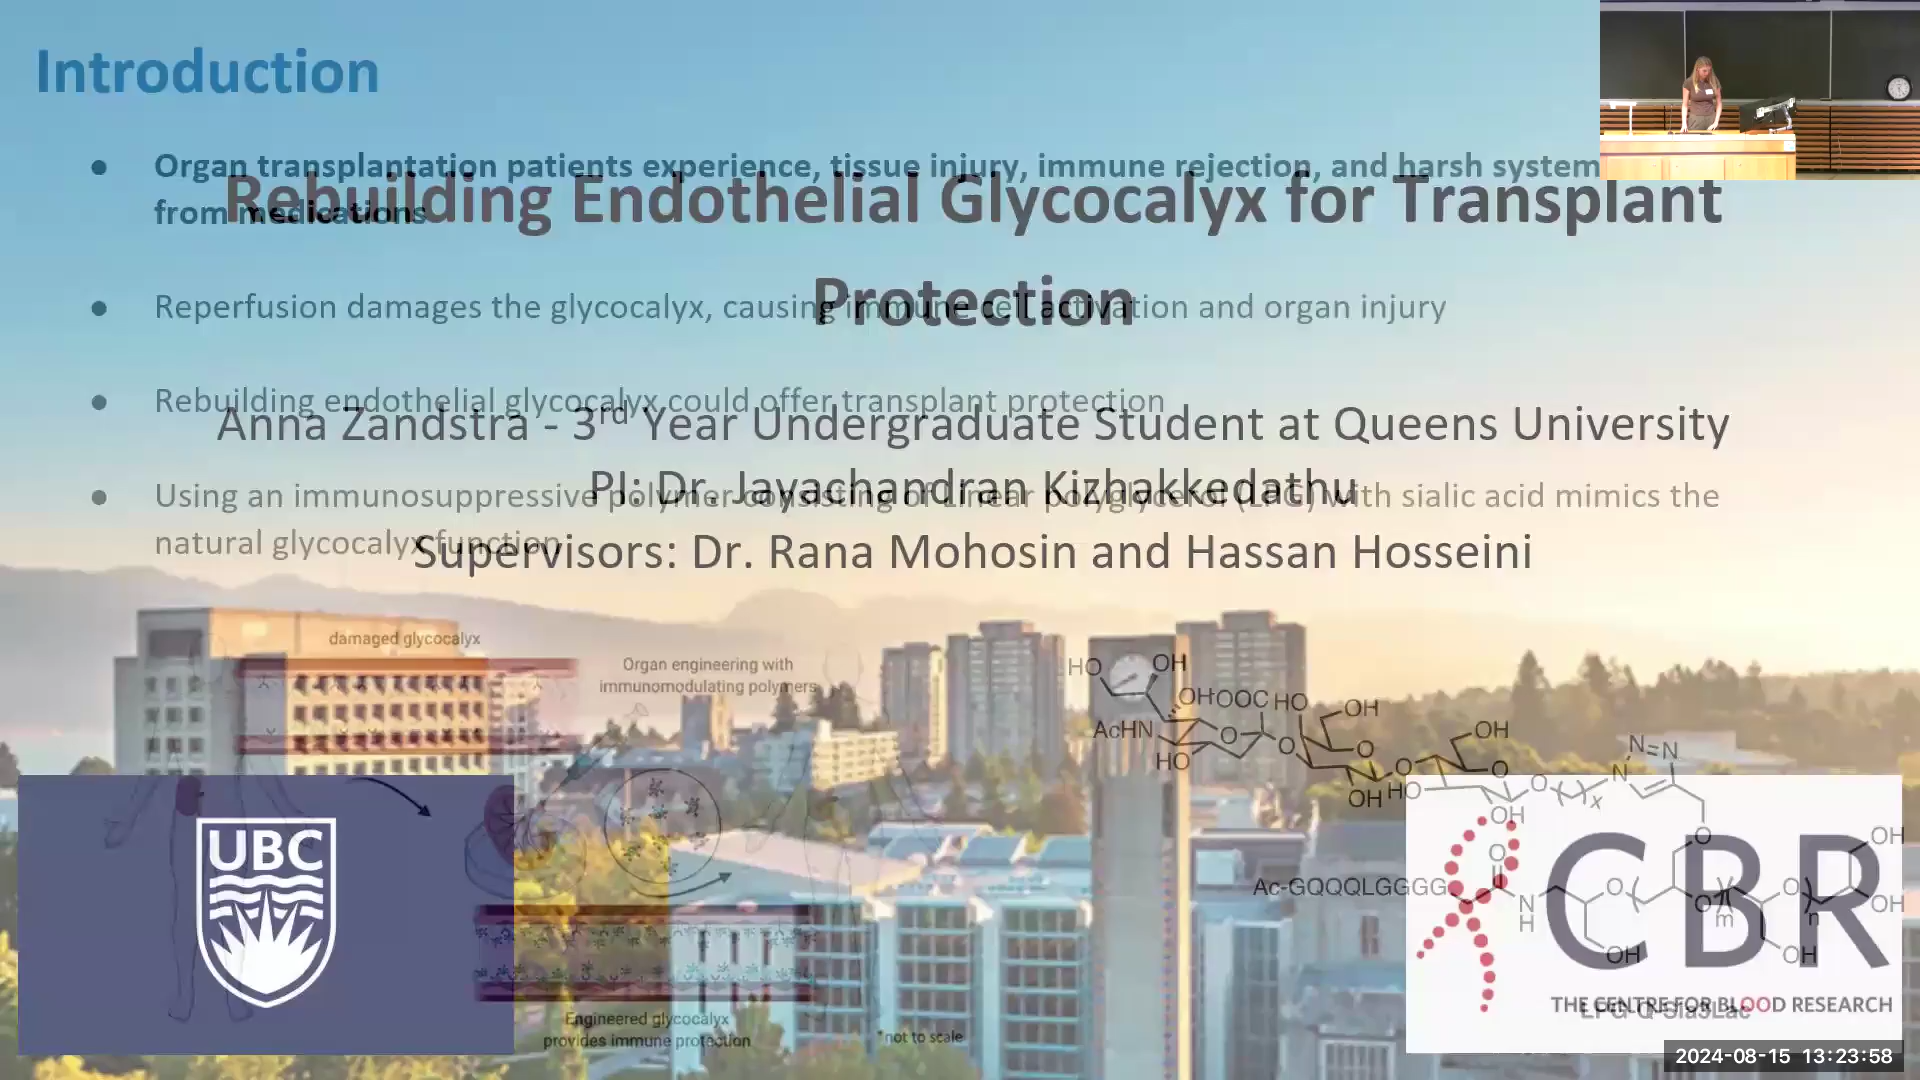 Introduction
Organ transplantation patients experience, tissue injury, immune rejection, and harsh system
from medications
Rebuilding Endothelial Glycocalyx for Transplant
Protection
Reperfusion damages the glycocalyx, causing immune cell activation and organ injury
Rebuilding endothelial glycocalyx could offer transplant protection
Anna Zandstra - 3rd Year Undergraduate Student at Queens University
PI: Dr. Jayachandran Kizhakkedathu
Using an immunosuppressive polymer consisting of Linear polyglycerol (LPG) with sialic acid mimics the
natural glycocalyx function
Supervisors: Dr. Rana Mohosin and Hassan Hosseini
damaged glycocalyx
Organ engineering with
immunomodulating polymers
HO
OH
OHOOC
HO
OH
AcHN
O
O
O
HO
OH
OH
HO
O
O
O
x
N=N
N
OH
UBC
Ac-GQQQLGGGG
O
N
H
O
O
O
m
O
n
OH
OH
OH
OH
CBR
THE CENTRE FOR BLOOD RESEARCH
LPG-Q-Sia3Lac
Engineered glycocalyx
provides immune protection
*not to scale
2024-08-15 13:23:58